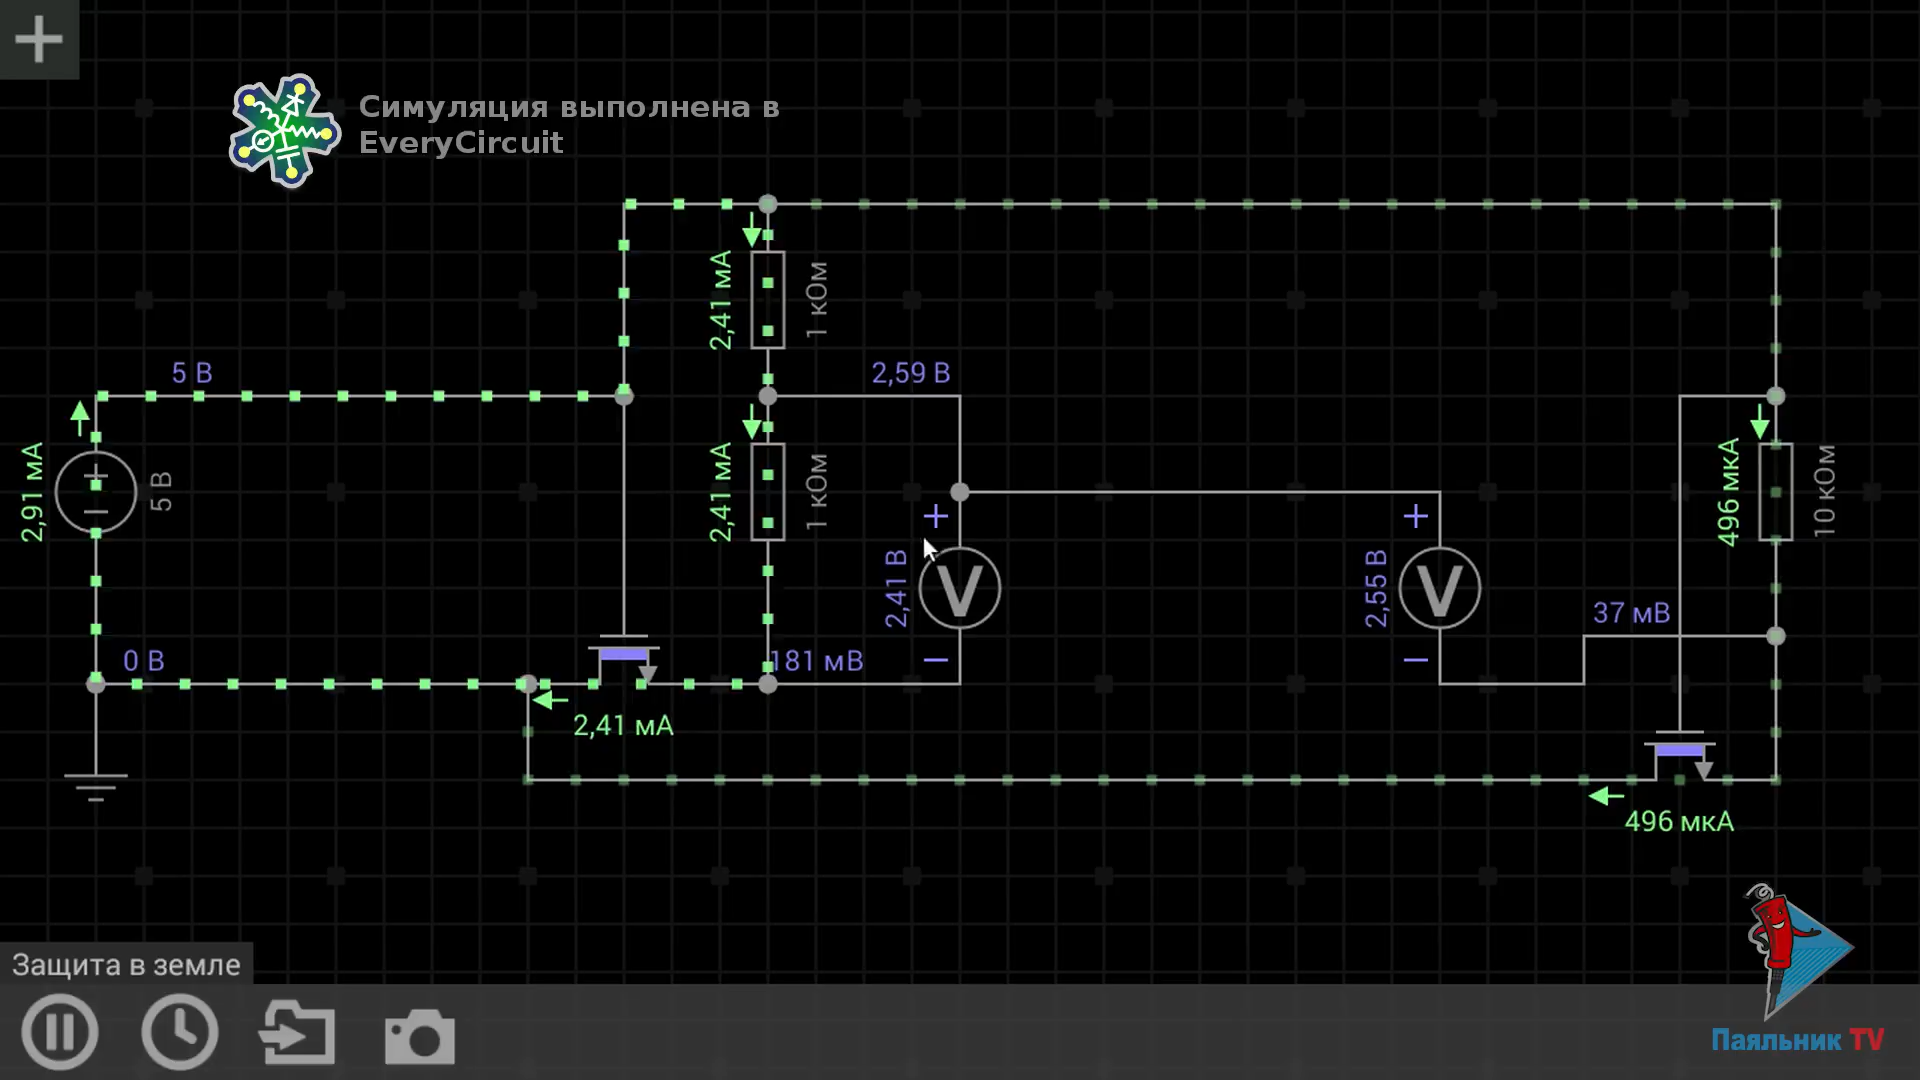 Симуляция выполнена в
EveryCircuit
2,41 мА
1 кОм
5 В
2,59 В
2,91 мА
5 В
2,41 мА
1 кОм
+
+
2,41 В
V
2,55 В
V
496 мкА
10 кОм
37 мВ
0 В
181 мВ
−
−
2,41 мА
496 мкА
Защита в земле
Паяльник TV